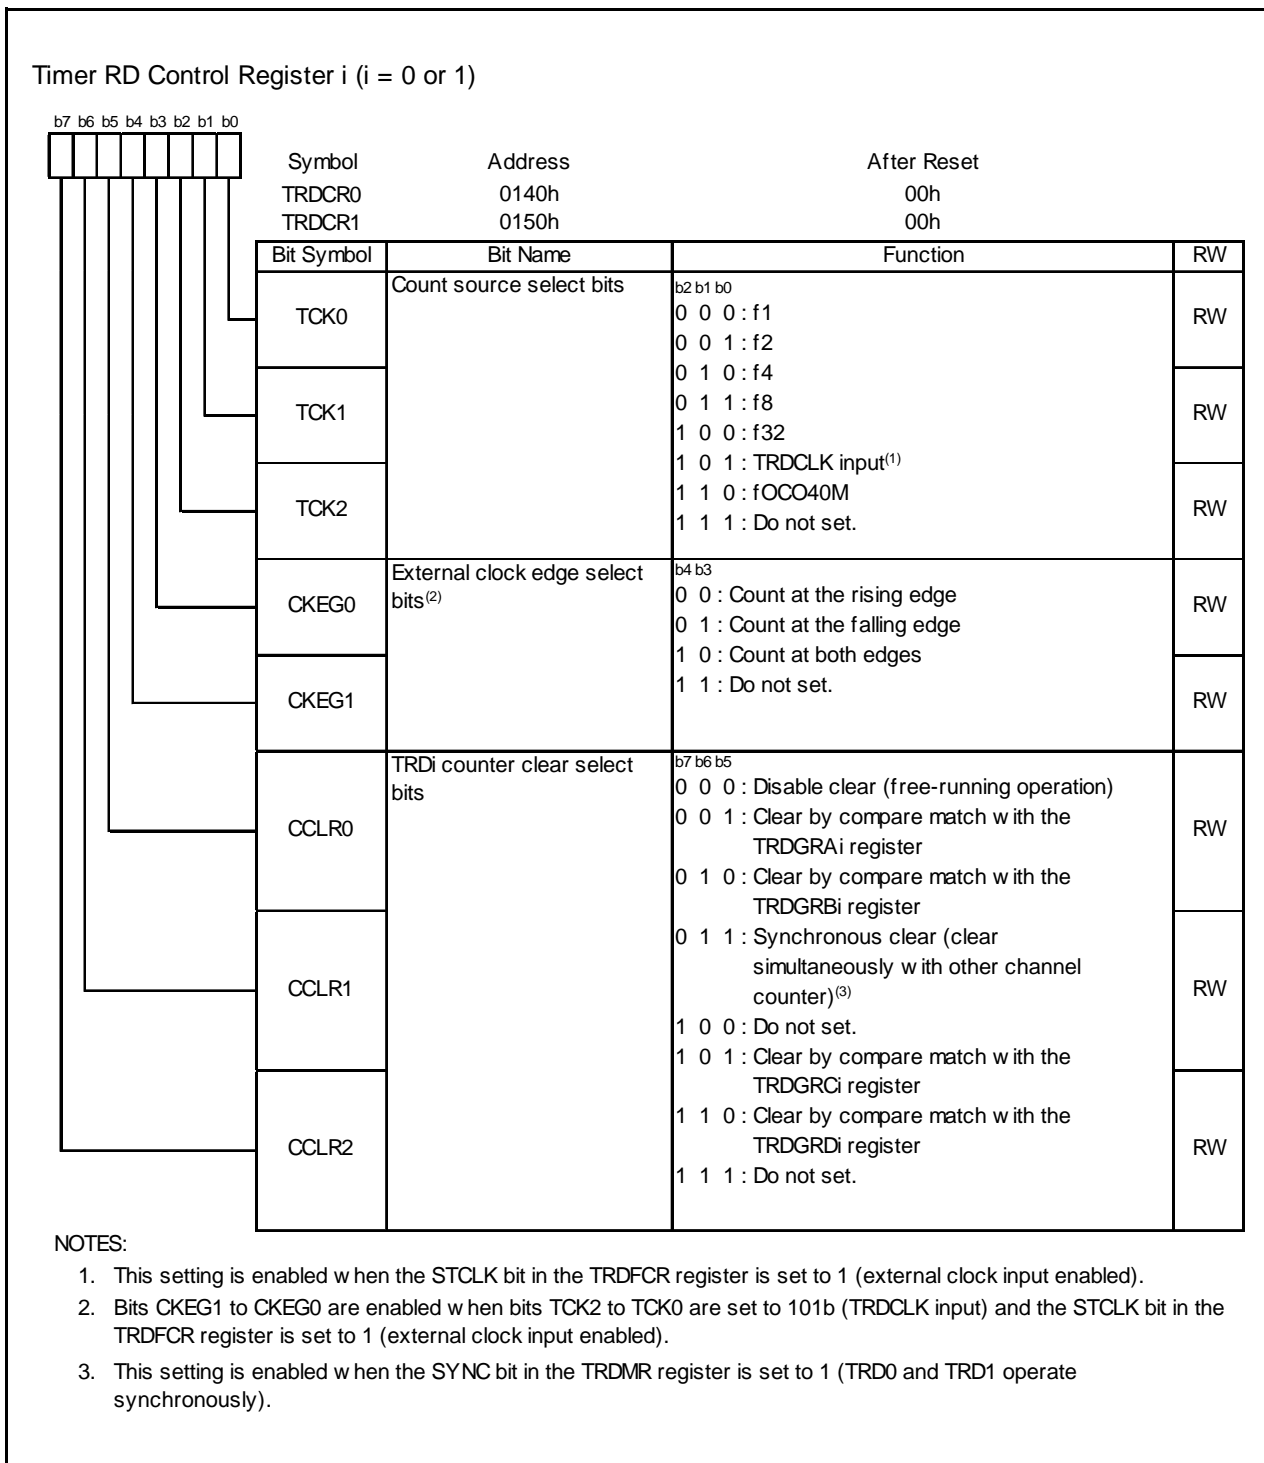 Timer RD Control Register i (i = 0 or 1)
b7 b6 b5 b4 b3 b2 b1 b0
Symbol Address After Reset
TRDCR0 0140h 00h
TRDCR1 0150h 00h
Bit Symbol Bit Name Function RW
TCK0 Count source select bits b2 b1 b0 RW
0 0 0 : f1
0 0 1 : f2
0 1 0 : f4
TCK1 0 1 1 : f8 RW
1 0 0 : f32
1 0 1 : TRDCLK input(1)
TCK2 1 1 0 : fOCO40M RW
1 1 1 : Do not set.
CKEG0 External clock edge select b4 b3 RW
bits(2) 0 0 : Count at the rising edge
0 1 : Count at the falling edge
1 0 : Count at both edges
CKEG1 1 1 : Do not set. RW
TRDi counter clear select b7 b6 b5
bits 0 0 0 : Disable clear (free-running operation)
CCLR0 0 0 1 : Clear by compare match with the RW
TRDGRAi register
0 1 0 : Clear by compare match with the
TRDGRBi register
0 1 1 : Synchronous clear (clear
simultaneously with other channel
CCLR1 counter)(3) RW
1 0 0 : Do not set.
1 0 1 : Clear by compare match with the
TRDGRCi register
1 1 0 : Clear by compare match with the
CCLR2 TRDGRDi register RW
1 1 1 : Do not set.
NOTES:
1. This setting is enabled when the STCLK bit in the TRDFCR register is set to 1 (external clock input enabled).
2. Bits CKEG1 to CKEG0 are enabled when bits TCK2 to TCK0 are set to 101b (TRDCLK input) and the STCLK bit in the
TRDFCR register is set to 1 (external clock input enabled).
3. This setting is enabled when the SYNC bit in the TRDMR register is set to 1 (TRD0 and TRD1 operate
synchronously).